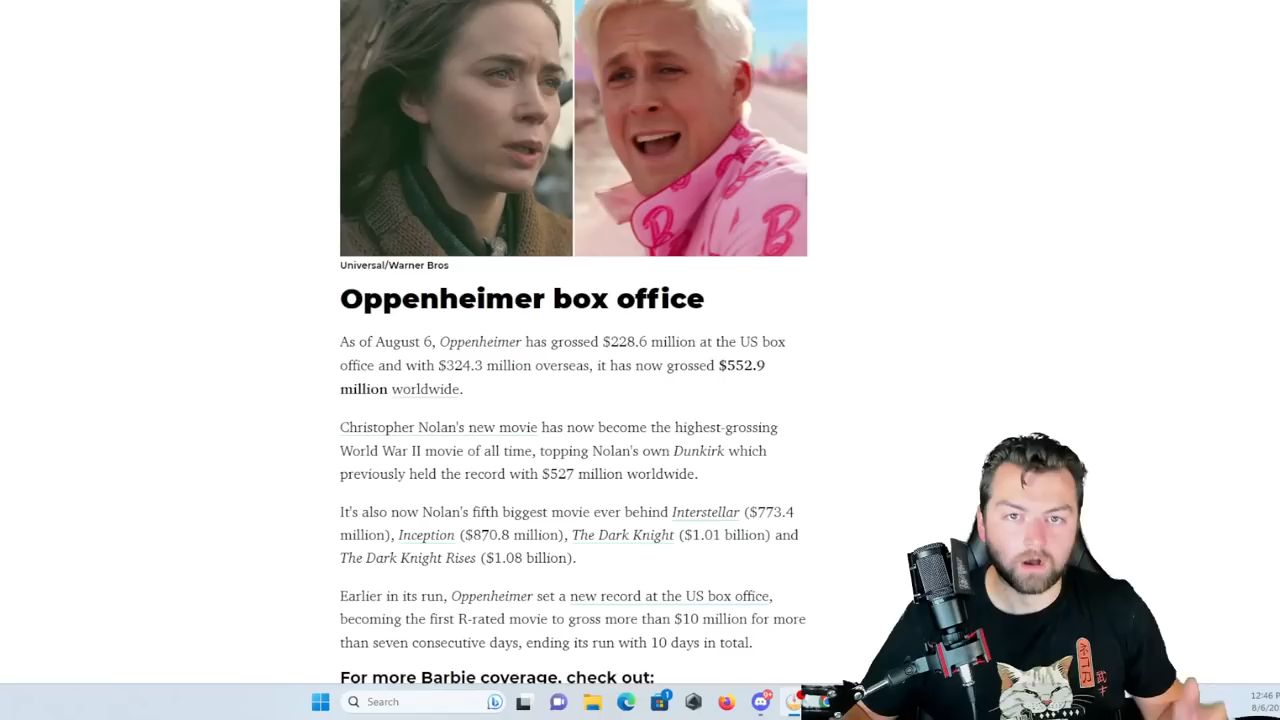 B
B
Universal/Warner Bros
Oppenheimer box office
As of August 6, Oppenheimer has grossed $228.6 million at the US box
office and with $324.3 million overseas, it has now grossed $552.9
million worldwide.
Christopher Nolan's new movie has now become the highest-grossing
World War II movie of all time, topping Nolan's own Dunkirk which
previously held the record with $527 million worldwide.
It's also now Nolan's fifth biggest movie ever behind Interstellar ($773.4
million), Inception ($870.8 million), The Dark Knight ($1.01 billion) and
The Dark Knight Rises ($1.08 billion).
Earlier in its run, Oppenheimer set a new record at the US box office,
becoming the first R-rated movie to gross more than $10 million for more
than seven consecutive days, ending its run with 10 days in total.
For more Barbie coverage, check out:
Search
1
9+
12:46 P
8/6/20